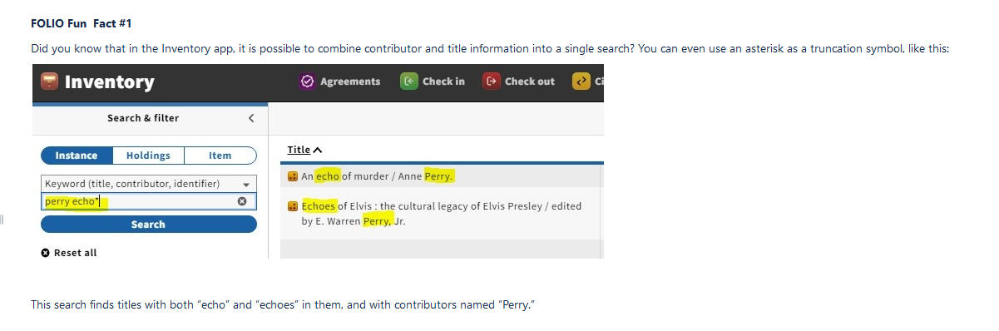 FOLIO Fun Fact #1
Did you know that in the Inventory app, it is possible to combine contributor and title information into a single search? You can even use an asterisk as a truncation symbol, like this:
Inventory
Agreements
Check in
Check out
Ci
Search & filter
Instance
Holdings
Item
Keyword (title, contributor, identifier)
perry echo*
Search
Reset all
Title
An echo of murder / Anne Perry.
Echoes of Elvis : the cultural legacy of Elvis Presley / edited
by E. Warren Perry, Jr.
This search finds titles with both “echo” and “echoes” in them, and with contributors named “Perry.”